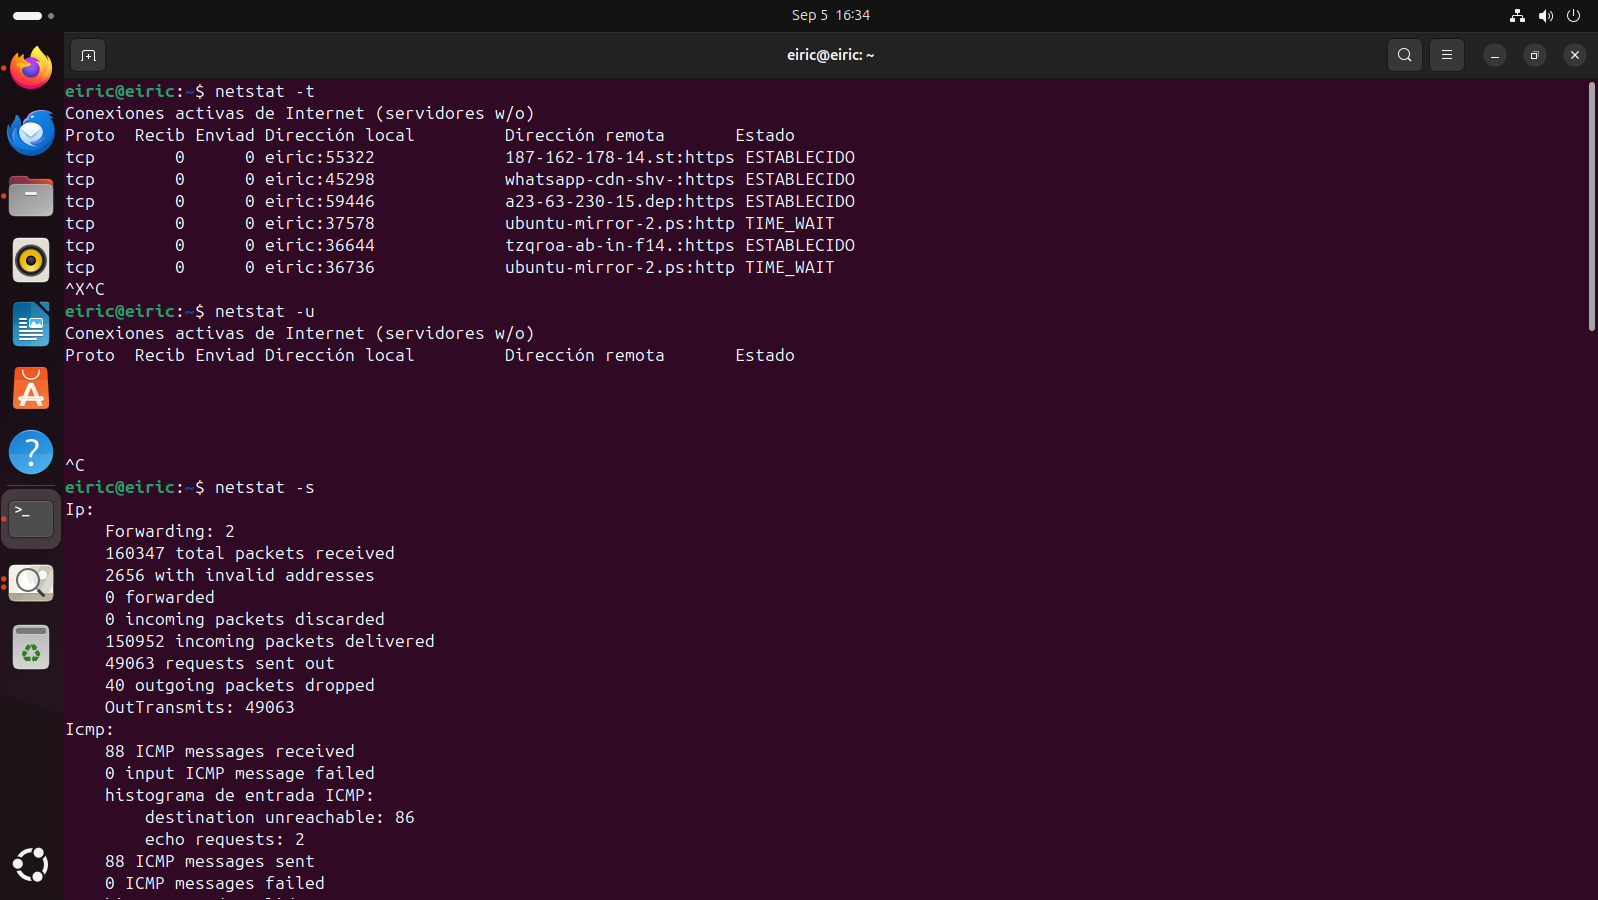 Sep 5 16:34
eiric@eiric: ~
eiric@eiric:~$ netstat -t
Conexiones activas de Internet (servidores w/o)
Proto  Recib Enviad Dirección local         Dirección remota       Estado
tcp        0      0 eiric:55322             187-162-178-14.st:https ESTABLECIDO
tcp        0      0 eiric:45298             whatsapp-cdn-shv-:https ESTABLECIDO
tcp        0      0 eiric:59446             a23-63-230-15.dep:https ESTABLECIDO
tcp        0      0 eiric:37578             ubuntu-mirror-2.ps:http TIME_WAIT
tcp        0      0 eiric:36644             tzqroa-ab-in-f14.:https ESTABLECIDO
tcp        0      0 eiric:36736             ubuntu-mirror-2.ps:http TIME_WAIT
^X^C
eiric@eiric:~$ netstat -u
Conexiones activas de Internet (servidores w/o)
Proto  Recib Enviad Dirección local         Dirección remota       Estado
^C
eiric@eiric:~$ netstat -s
Ip:
    Forwarding: 2
    160347 total packets received
    2656 with invalid addresses
    0 forwarded
    0 incoming packets discarded
    150952 incoming packets delivered
    49063 requests sent out
    40 outgoing packets dropped
    OutTransmits: 49063
Icmp:
    88 ICMP messages received
    0 input ICMP message failed
    histograma de entrada ICMP:
        destination unreachable: 86
        echo requests: 2
    88 ICMP messages sent
    0 ICMP messages failed